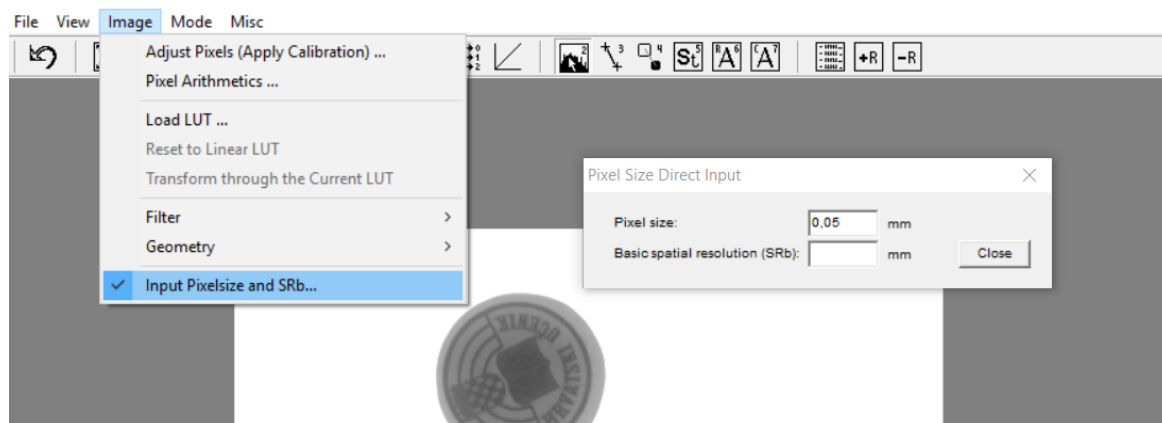 File View Image Mode Misc
Adjust Pixels (Apply Calibration) ...
Pixel Arithmetics ...
Load LUT ...
Reset to Linear LUT
Transform through the Current LUT
Filter
Geometry
Input Pixelsize and SRb...
Pixel Size Direct Input
Pixel size: 0,05 mm
Basic spatial resolution (SRb): mm
Close
+R -R
UCENIK